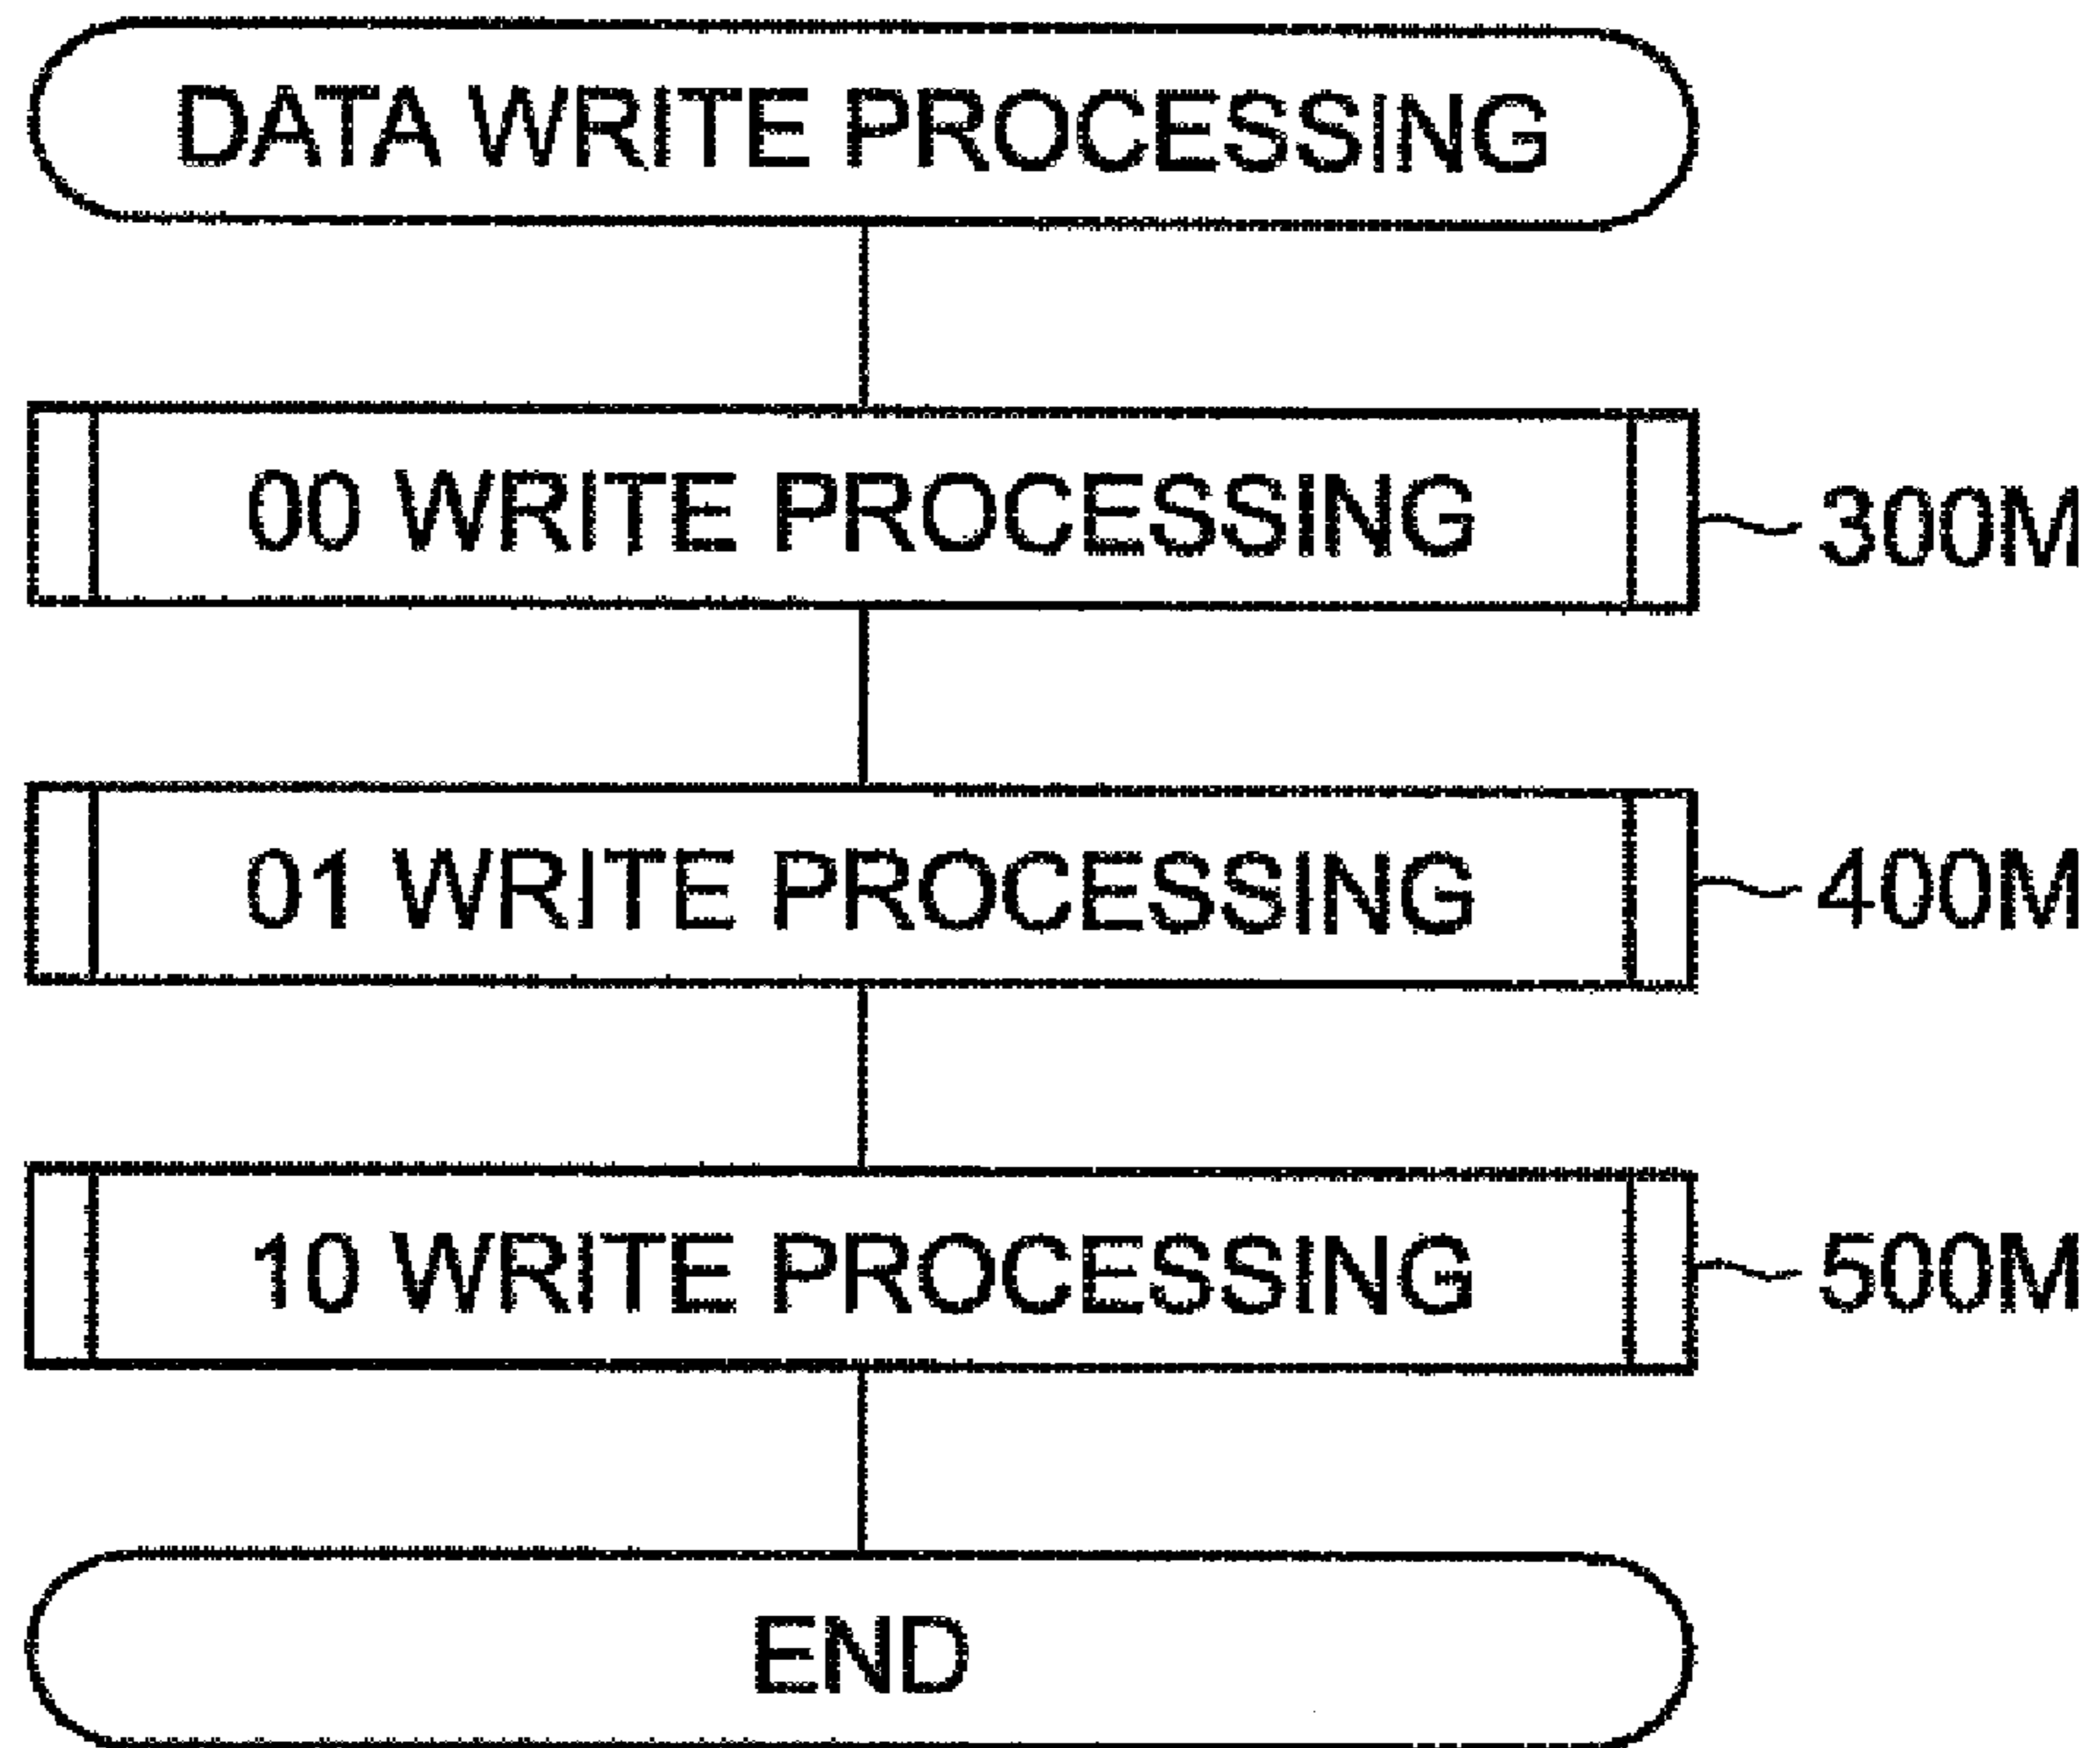 DATA WRITE PROCESSING
00 WRITE PROCESSING
300M
01 WRITE PROCESSING
400M
10 WRITE PROCESSING
500M
END